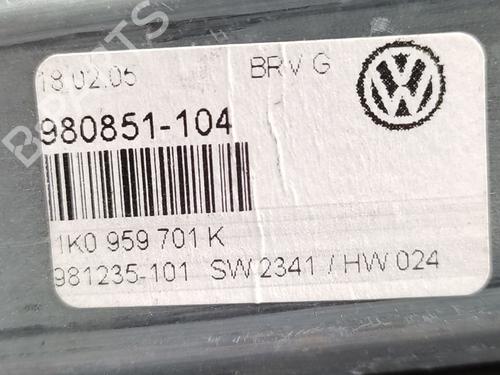 18.02.05 BRV G
980851-104
1K0 959 701 K
981235-101 SW 2341 / HW 024